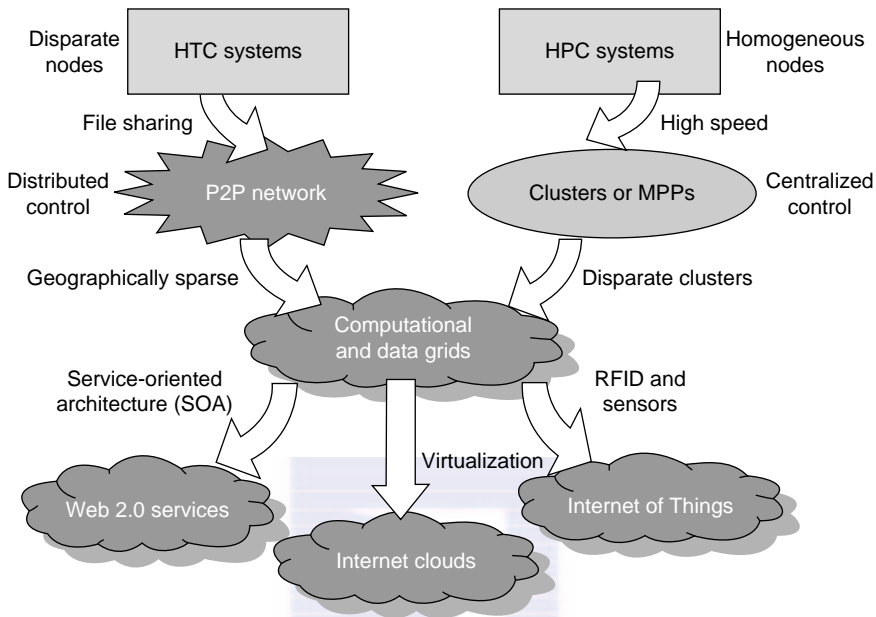 Disparate
nodes
HTC systems
HPC systems
Homogeneous
nodes
File sharing
High speed
Distributed
control
P2P network
Clusters or MPPs
Centralized
control
Geographically sparse
Disparate clusters
Computational
and data grids
Service-oriented
architecture (SOA)
RFID and
sensors
Virtualization
Web 2.0 services
Internet of Things
Internet clouds